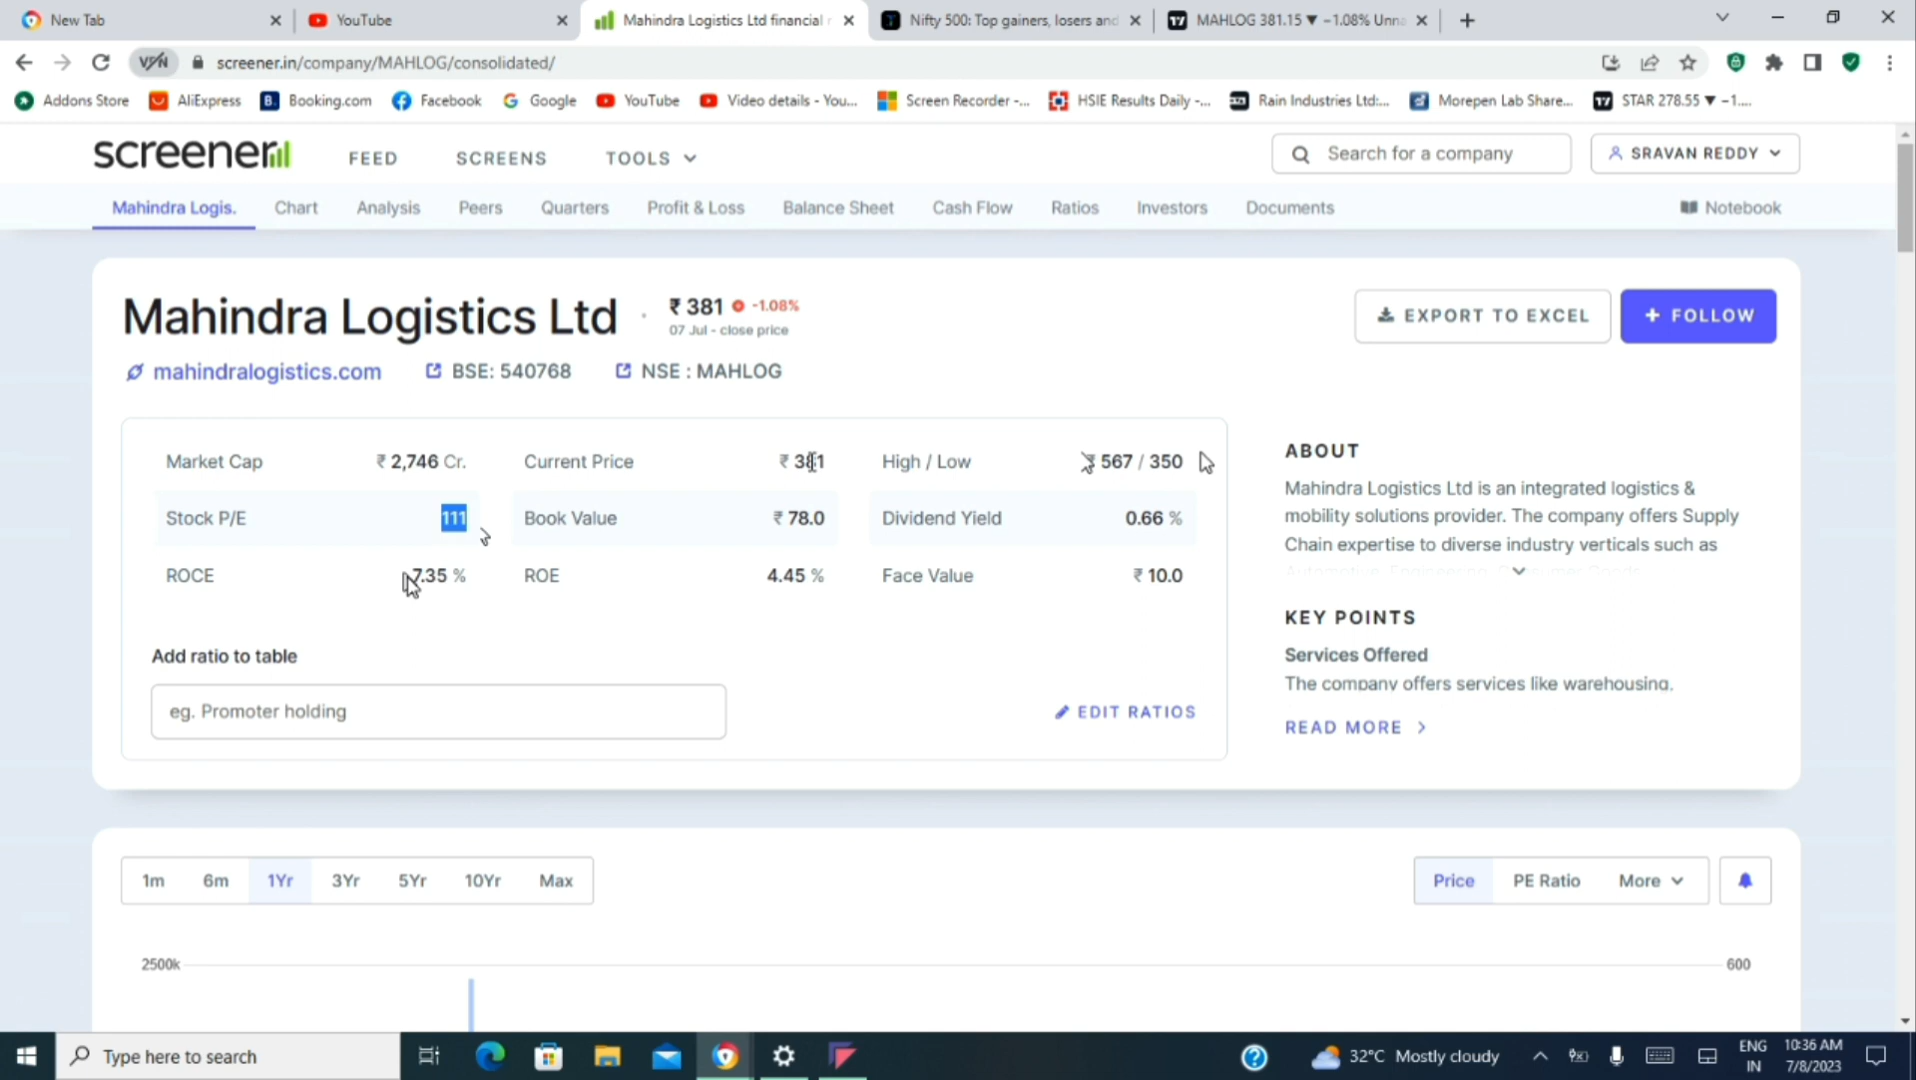 New Tab
YouTube
Mahindra Logistics Ltd financial
Nifty 500: Top gainers, losers and
MAHLOG 381.15 ▼ −1.08% Unna
VPN
screener.in/company/MAHLOG/consolidated/
Addons Store
AliExpress
Booking.com
Facebook
Google
YouTube
Video details - You...
Screen Recorder -...
HSIE Results Daily -...
Rain Industries Ltd:...
Morepen Lab Share...
STAR 278.55 ▼ −1....
screener
FEED
SCREENS
TOOLS
Search for a company
SRAVAN REDDY
Mahindra Logis.
Chart
Analysis
Peers
Quarters
Profit & Loss
Balance Sheet
Cash Flow
Ratios
Investors
Documents
Notebook
Mahindra Logistics Ltd
₹ 381 -1.08%
07 Jul - close price
EXPORT TO EXCEL
+ FOLLOW
mahindralogistics.com
BSE: 540768
NSE : MAHLOG
Market Cap ₹ 2,746 Cr.
Current Price ₹ 381
High / Low ₹ 567 / 350
Stock P/E 111
Book Value ₹ 78.0
Dividend Yield 0.66 %
ROCE 7.35 %
ROE 4.45 %
Face Value ₹ 10.0
Add ratio to table
eg. Promoter holding
EDIT RATIOS
ABOUT
Mahindra Logistics Ltd is an integrated logistics &
mobility solutions provider. The company offers Supply
Chain expertise to diverse industry verticals such as
KEY POINTS
Services Offered
The company offers services like warehousing,
READ MORE
1m
6m
1Yr
3Yr
5Yr
10Yr
Max
Price
PE Ratio
More
2500k
600
Type here to search
32°C Mostly cloudy
ENG
IN
10:36 AM
7/8/2023